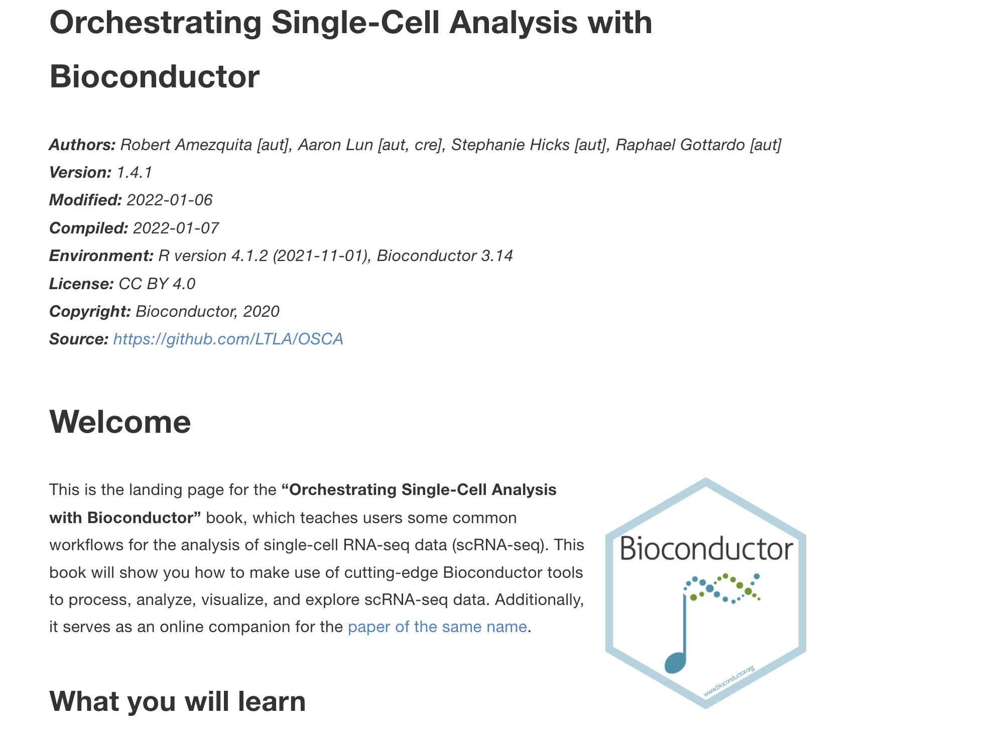 Orchestrating Single-Cell Analysis with
Bioconductor
Authors: Robert Amezquita [aut], Aaron Lun [aut, cre], Stephanie Hicks [aut], Raphael Gottardo [aut]
Version: 1.4.1
Modified: 2022-01-06
Compiled: 2022-01-07
Environment: R version 4.1.2 (2021-11-01), Bioconductor 3.14
License: CC BY 4.0
Copyright: Bioconductor, 2020
Source: https://github.com/LTLA/OSCA
Welcome
This is the landing page for the “Orchestrating Single-Cell Analysis
with Bioconductor” book, which teaches users some common
workflows for the analysis of single-cell RNA-seq data (scRNA-seq). This
book will show you how to make use of cutting-edge Bioconductor tools
to process, analyze, visualize, and explore scRNA-seq data. Additionally,
it serves as an online companion for the paper of the same name.
Bioconductor
www.bioconductor.org
What you will learn